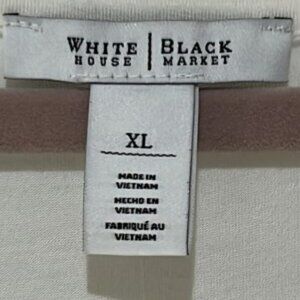 WHITE | BLACK
HOUSE | MARKET
XL
MADE IN
VIETNAM
HECHO EN
VIETNAM
FABRIQUÉ AU
VIETNAM